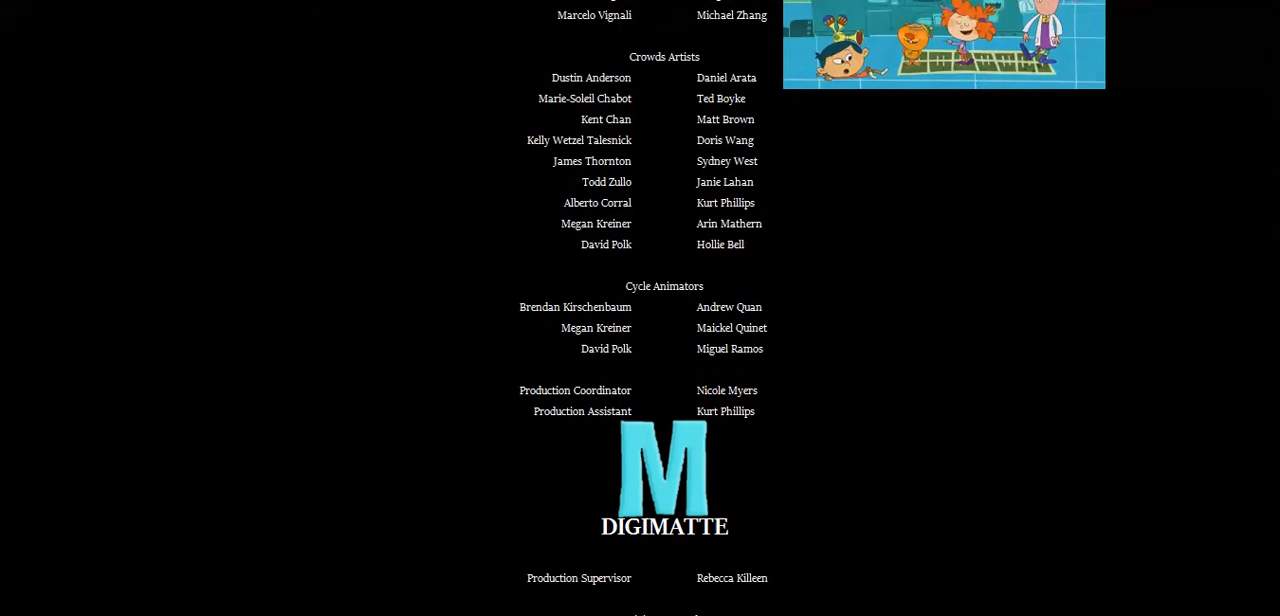 Marcelo Vignali Michael Zhang
Crowds Artists
Dustin Anderson Daniel Arata
Marie-Soleil Chabot Ted Boyke
Kent Chan Matt Brown
Kelly Wetzel Talesnick Doris Wang
James Thornton Sydney West
Todd Zullo Janie Lahan
Alberto Corral Kurt Phillips
Megan Kreiner Arin Mathern
David Polk Hollie Bell
Cycle Animators
Brendan Kirschenbaum Andrew Quan
Megan Kreiner Maickel Quinet
David Polk Miguel Ramos
Production Coordinator Nicole Myers
Production Assistant Kurt Phillips
M
DIGIMATTE
Production Supervisor Rebecca Killeen